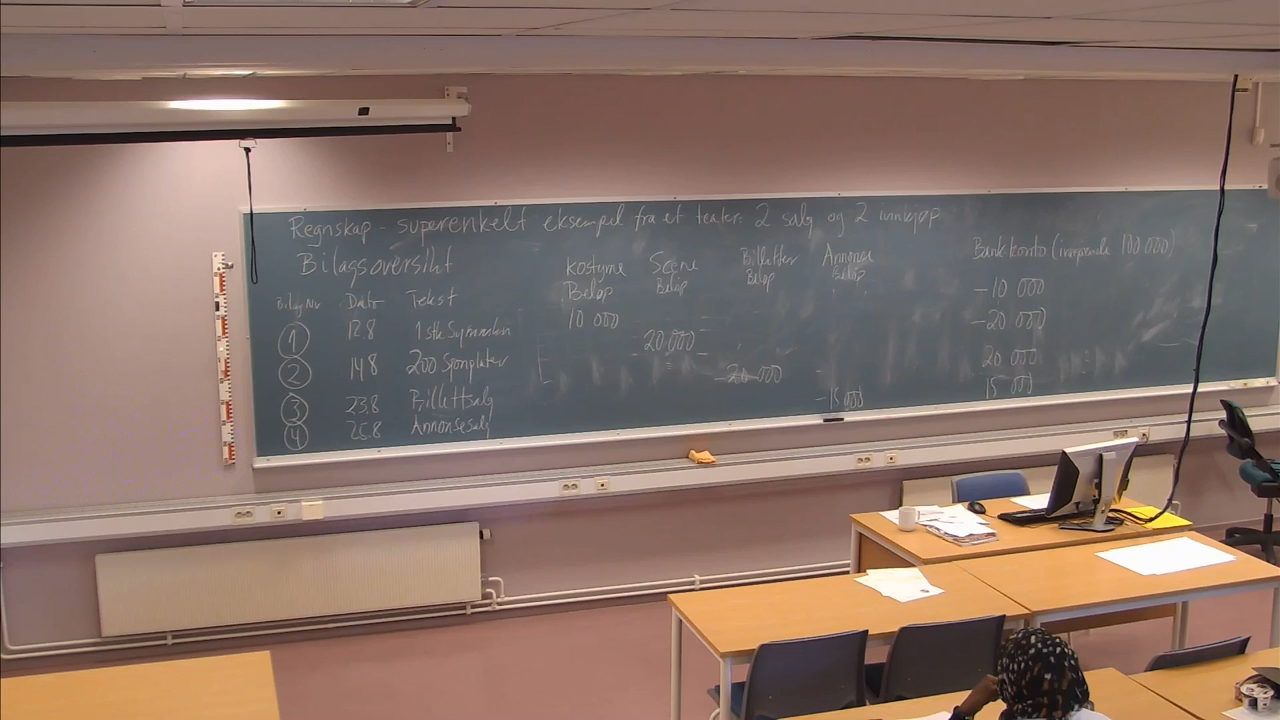 Regnskap - superenkelt eksempel fra et teater: 2 salg og 2 innkjøp
Bilagsoversikt Kostyme Scene Billetter Annonse Bankkonto (inngående 100 000)
Bilag Nr Dato Tekst Beløp Beløp Beløp Beløp
1 12.8 1 stk Symaskin 10 000 -10 000
2 14.8 200 Sponplater 20 000 -20 000
3 23.8 Billettsalg -20 000 20 000
4 25.8 Annonsesalg -15 000 15 000